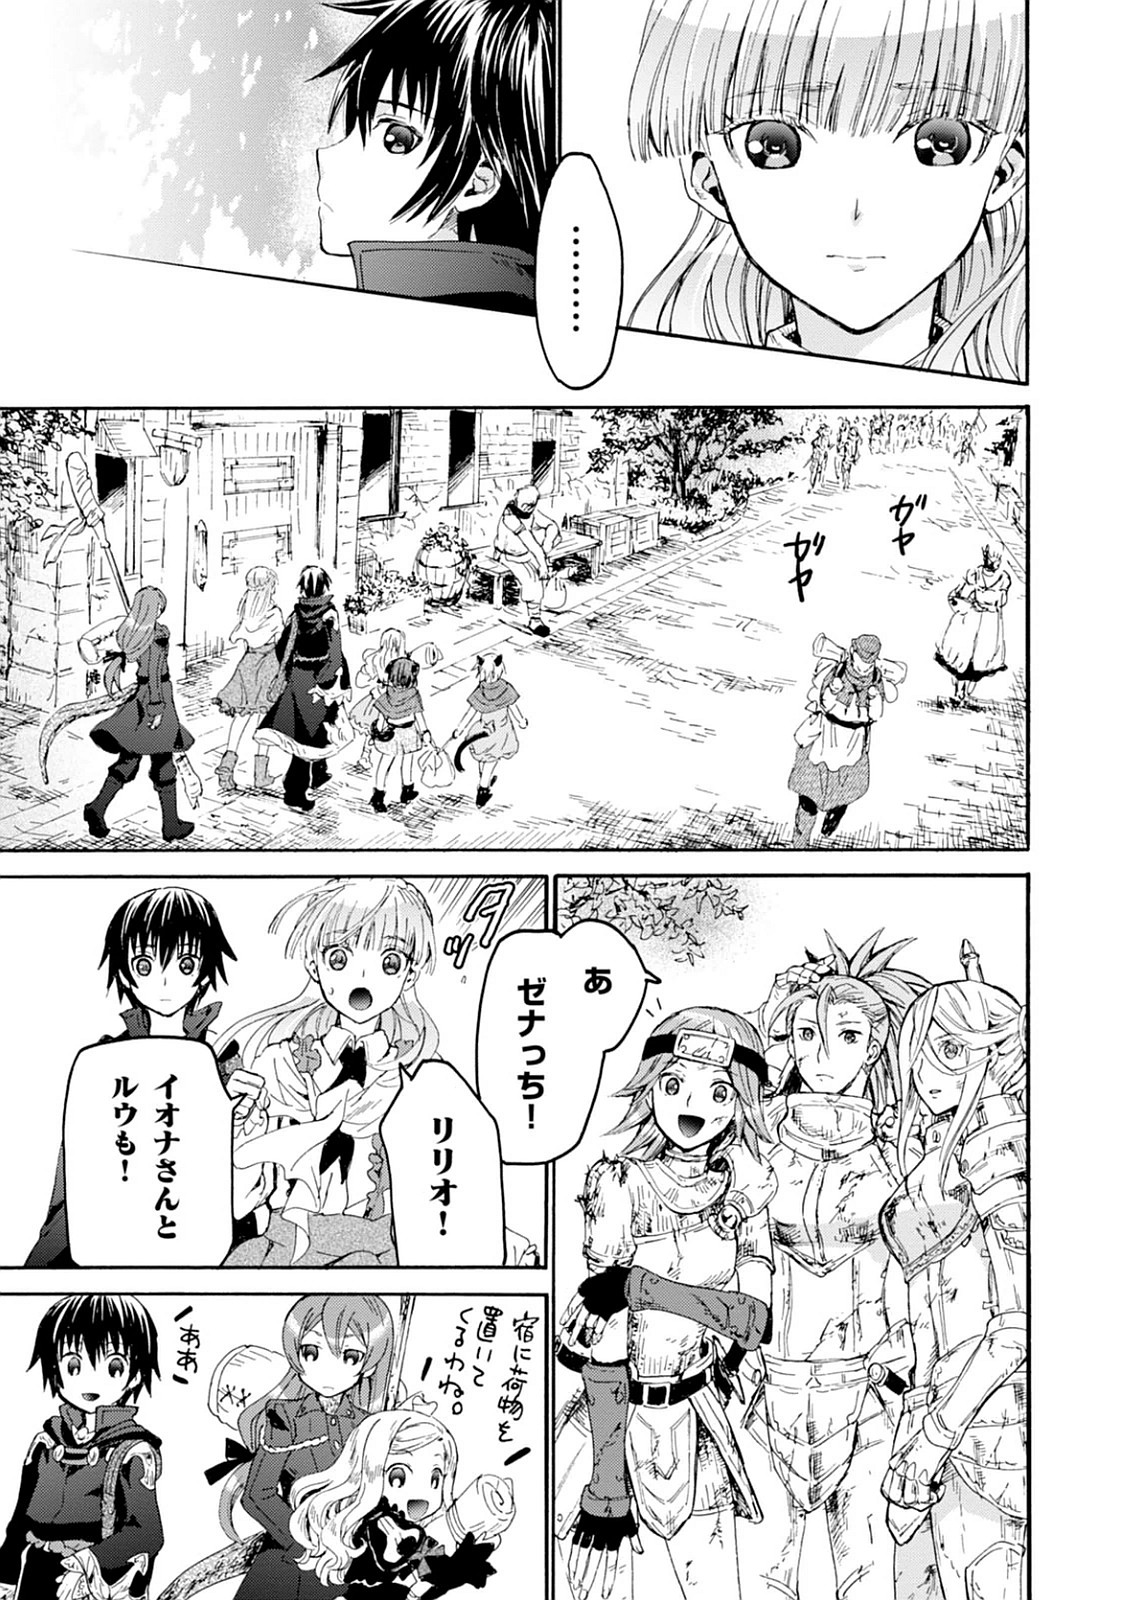 ………
ガヤ
ガヤ
あ
ゼナっち！
タッ
リリオ！
イオナさんと
ルウも！
宿に荷物を
置いて
くるわね。
ああ